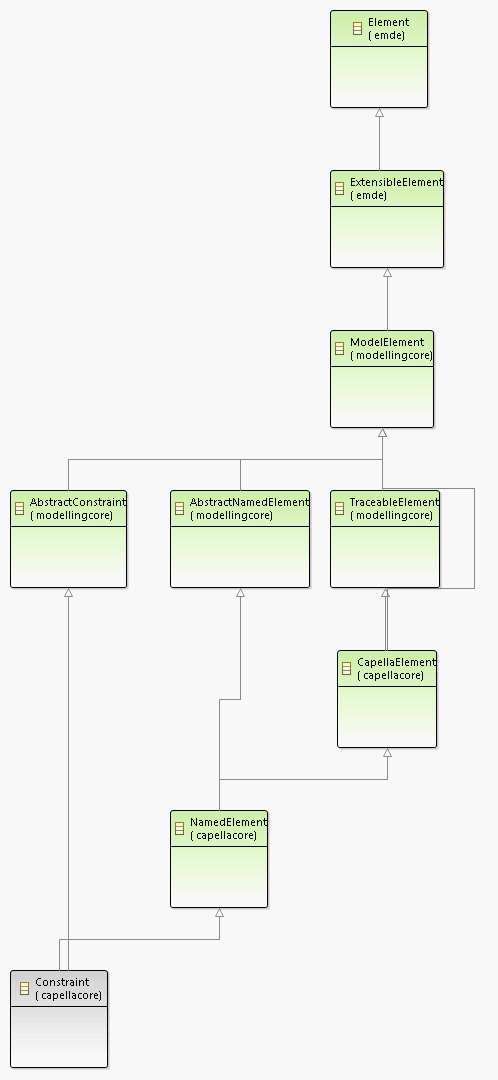 Element
( emde)
ExtensibleElement
( emde)
ModelElement
( modellingcore)
AbstractConstraint
( modellingcore)
AbstractNamedElement
( modellingcore)
TraceableElement
( modellingcore)
CapellaElement
( capellacore)
NamedElement
( capellacore)
Constraint
( capellacore)